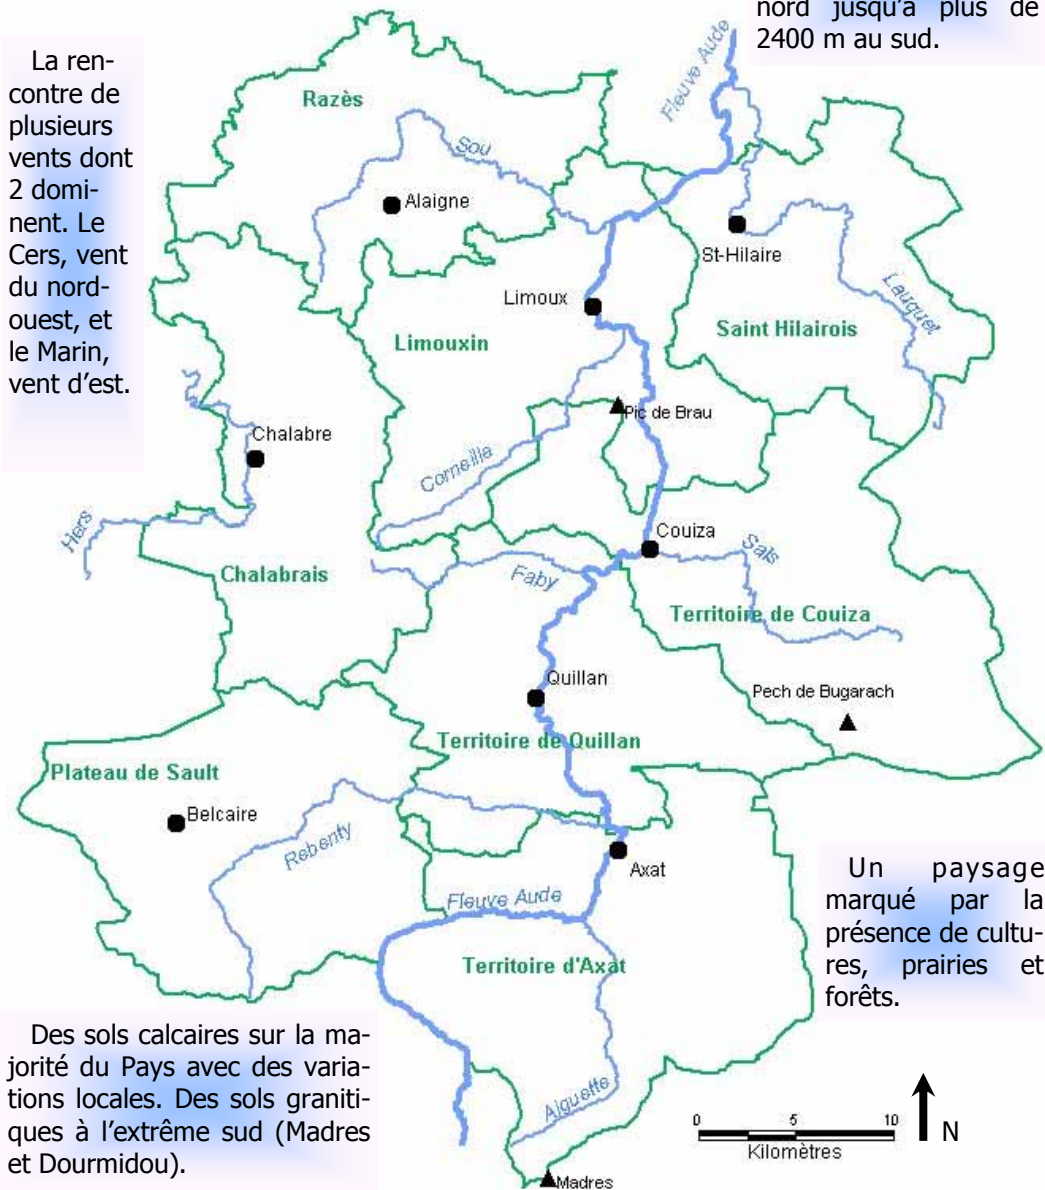 nord jusqu'à plus de
2400 m au sud.
La ren-
contre de
plusieurs
vents dont
2 domi-
nent. Le
Cers, vent
du nord-
ouest, et
le Marin,
vent d'est.
Fleuve Aude
Razès
Sou
Alaigne
St-Hilaire
Limoux
Lauquet
Saint Hilairois
Limouxin
Pic de Brau
Chalabre
Corneille
Hers
Couiza
Sals
Chalabrais
Faby
Territoire de Couiza
Quillan
Pech de Bugarach
Territoire de Quillan
Plateau de Sault
Belcaire
Rebenty
Axat
Fleuve Aude
Territoire d'Axat
Un paysage
marqué par la
présence de cultu-
res, prairies et
forêts.
Des sols calcaires sur la ma-
jorité du Pays avec des varia-
tions locales. Des sols graniti-
ques à l'extrême sud (Madres
et Dourmidou).
Aiguette
0 5 10
Kilomètres
N
Madres